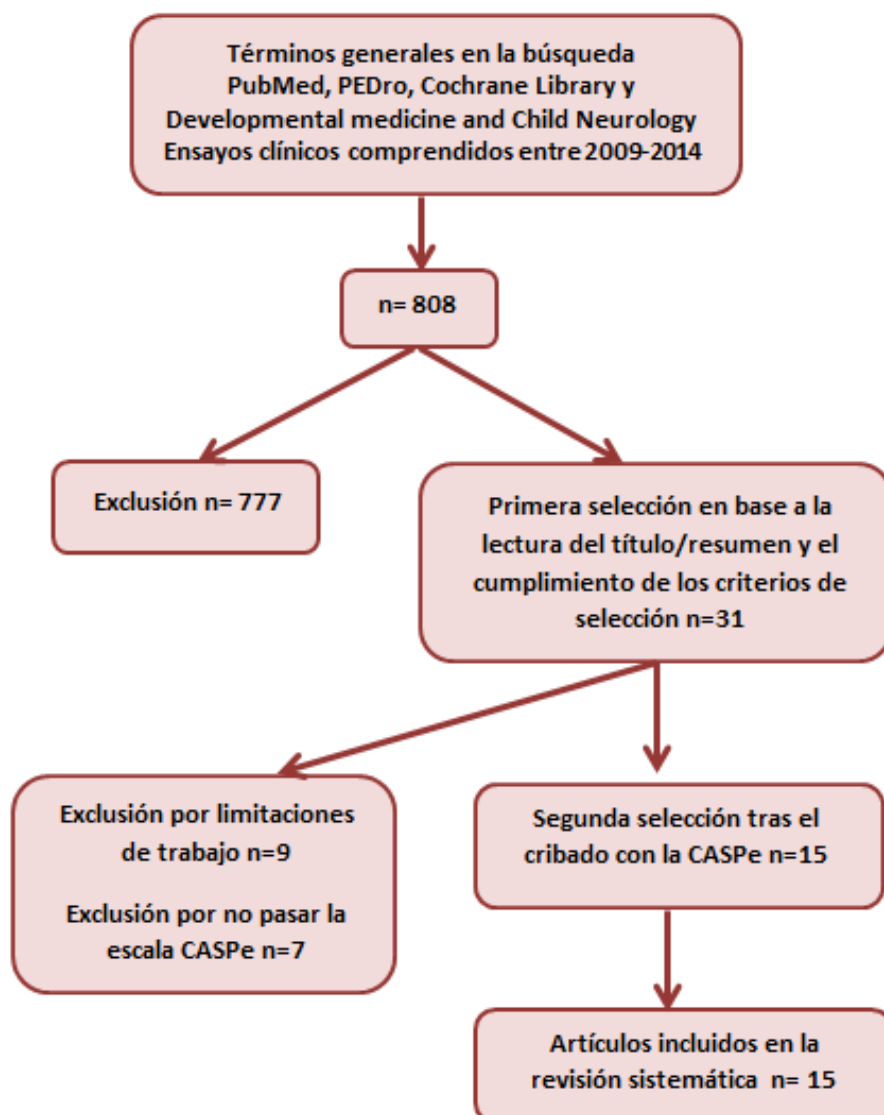 Términos generales en la búsqueda
PubMed, PEDro, Cochrane Library y
Developmental medicine and Child Neurology
Ensayos clínicos comprendidos entre 2009-2014
n= 808
Exclusión n= 777
Primera selección en base a la
lectura del título/resumen y el
cumplimiento de los criterios de
selección n=31
Exclusión por limitaciones
de trabajo n=9
Exclusión por no pasar la
escala CASPe n=7
Segunda selección tras el
cribado con la CASPe n=15
Artículos incluidos en la
revisión sistemática n= 15